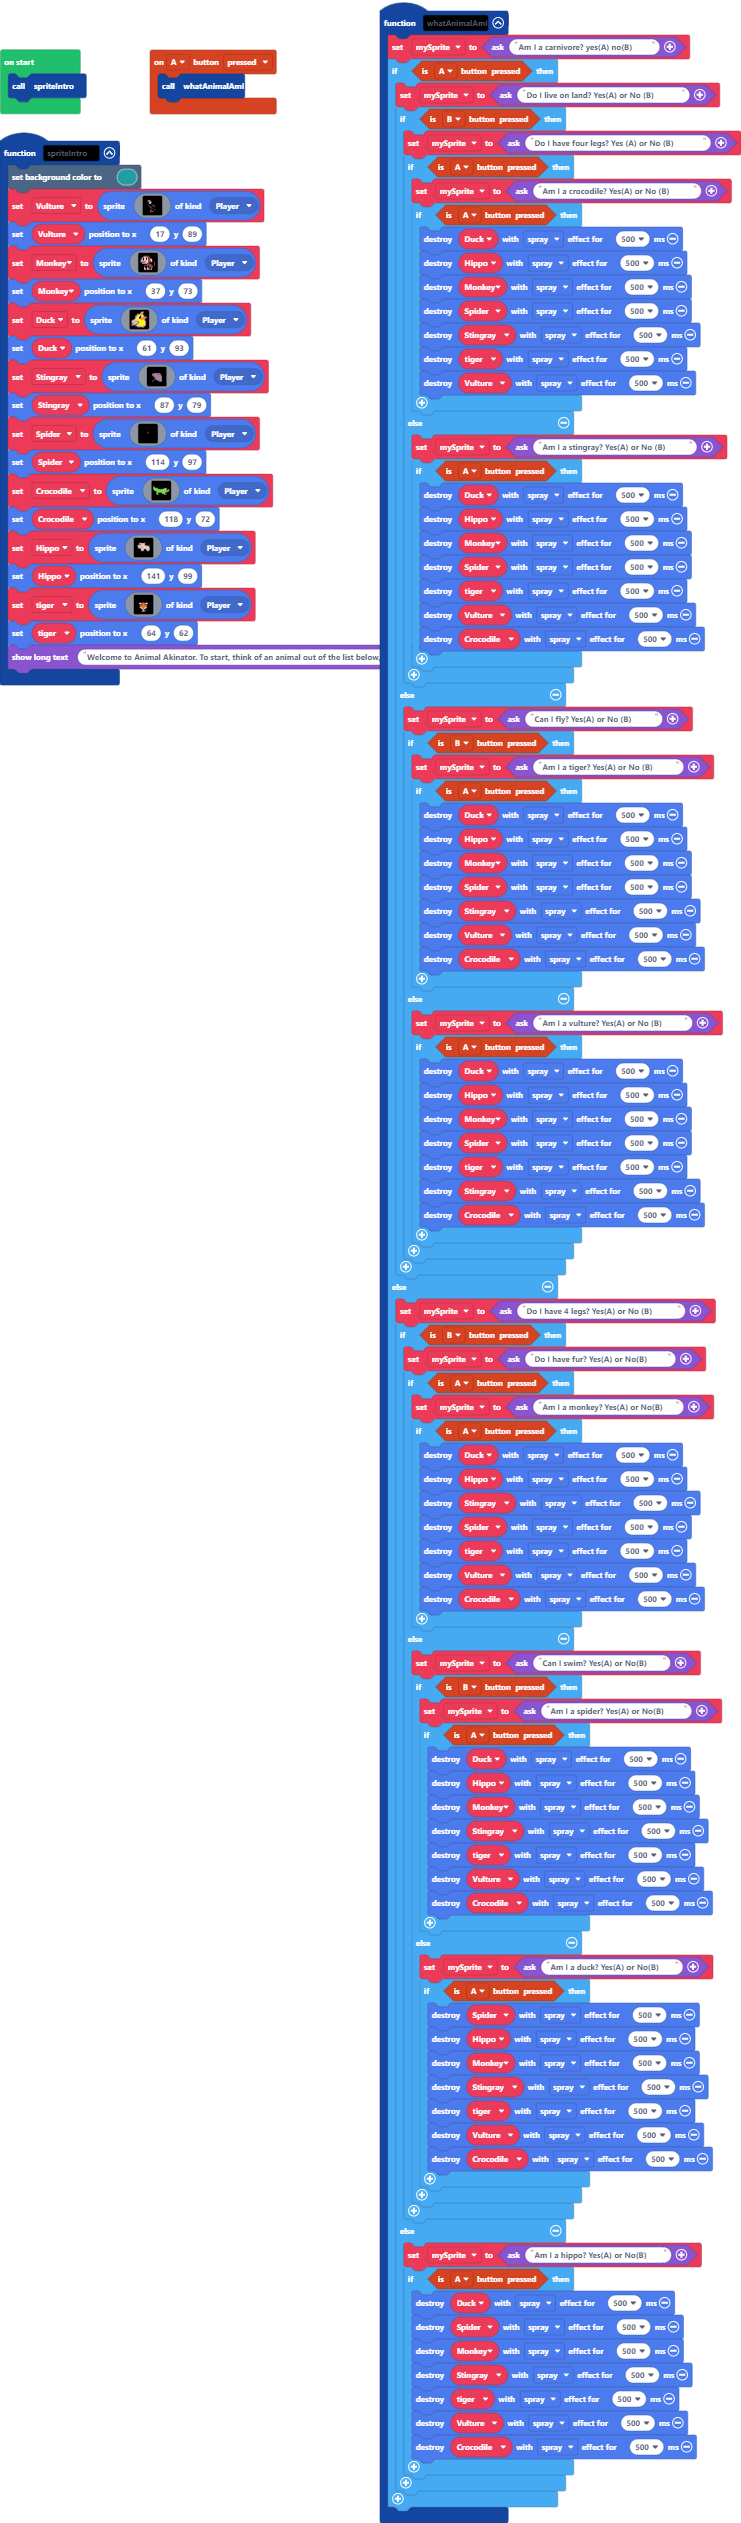 on start
call spriteIntro
on A button pressed
call whatAnimalAmI
function spriteIntro
set background color to
set Vulture to sprite of kind Player
set Vulture position to x 17 y 89
set Monkey to sprite of kind Player
set Monkey position to x 37 y 73
set Duck to sprite of kind Player
set Duck position to x 61 y 93
set Stingray to sprite of kind Player
set Stingray position to x 87 y 79
set Spider to sprite of kind Player
set Spider position to x 114 y 97
set Crocodile to sprite of kind Player
set Crocodile position to x 118 y 72
set Hippo to sprite of kind Player
set Hippo position to x 141 y 99
set tiger to sprite of kind Player
set tiger position to x 64 y 62
show long text "Welcome to Animal Akinator. To start, think of an animal out of the list below,
function whatAnimalAmI
set mySprite to ask "Am I a carnivore? yes(A) no(B)"
if is A button pressed then
set mySprite to ask "Do I live on land? Yes(A) or No (B)"
if is B button pressed then
set mySprite to ask "Do I have four legs? Yes (A) or No (B)"
if is A button pressed then
set mySprite to ask "Am I a crocodile? Yes(A) or No (B)"
if is A button pressed then
destroy Duck with spray effect for 500 ms
destroy Hippo with spray effect for 500 ms
destroy Monkey with spray effect for 500 ms
destroy Spider with spray effect for 500 ms
destroy Stingray with spray effect for 500 ms
destroy tiger with spray effect for 500 ms
destroy Vulture with spray effect for 500 ms
else
set mySprite to ask "Am I a stingray? Yes(A) or No (B)"
if is A button pressed then
destroy Duck with spray effect for 500 ms
destroy Hippo with spray effect for 500 ms
destroy Monkey with spray effect for 500 ms
destroy Spider with spray effect for 500 ms
destroy tiger with spray effect for 500 ms
destroy Vulture with spray effect for 500 ms
destroy Crocodile with spray effect for 500 ms
else
set mySprite to ask "Can I fly? Yes(A) or No (B)"
if is B button pressed then
set mySprite to ask "Am I a tiger? Yes(A) or No (B)"
if is A button pressed then
destroy Duck with spray effect for 500 ms
destroy Hippo with spray effect for 500 ms
destroy Monkey with spray effect for 500 ms
destroy Spider with spray effect for 500 ms
destroy Stingray with spray effect for 500 ms
destroy Vulture with spray effect for 500 ms
destroy Crocodile with spray effect for 500 ms
else
set mySprite to ask "Am I a vulture? Yes(A) or No (B)"
if is A button pressed then
destroy Duck with spray effect for 500 ms
destroy Hippo with spray effect for 500 ms
destroy Monkey with spray effect for 500 ms
destroy Spider with spray effect for 500 ms
destroy tiger with spray effect for 500 ms
destroy Stingray with spray effect for 500 ms
destroy Crocodile with spray effect for 500 ms
else
set mySprite to ask "Do I have 4 legs? Yes(A) or No (B)"
if is B button pressed then
set mySprite to ask "Do I have fur? Yes(A) or No(B)"
if is A button pressed then
set mySprite to ask "Am I a monkey? Yes(A) or No(B)"
if is A button pressed then
destroy Duck with spray effect for 500 ms
destroy Hippo with spray effect for 500 ms
destroy Stingray with spray effect for 500 ms
destroy Spider with spray effect for 500 ms
destroy tiger with spray effect for 500 ms
destroy Vulture with spray effect for 500 ms
destroy Crocodile with spray effect for 500 ms
else
set mySprite to ask "Can I swim? Yes(A) or No(B)"
if is B button pressed then
set mySprite to ask "Am I a spider? Yes(A) or No(B)"
if is A button pressed then
destroy Duck with spray effect for 500 ms
destroy Hippo with spray effect for 500 ms
destroy Monkey with spray effect for 500 ms
destroy Stingray with spray effect for 500 ms
destroy tiger with spray effect for 500 ms
destroy Vulture with spray effect for 500 ms
destroy Crocodile with spray effect for 500 ms
else
set mySprite to ask "Am I a duck? Yes(A) or No(B)"
if is A button pressed then
destroy Spider with spray effect for 500 ms
destroy Hippo with spray effect for 500 ms
destroy Monkey with spray effect for 500 ms
destroy Stingray with spray effect for 500 ms
destroy tiger with spray effect for 500 ms
destroy Vulture with spray effect for 500 ms
destroy Crocodile with spray effect for 500 ms
else
set mySprite to ask "Am I a hippo? Yes(A) or No(B)"
if is A button pressed then
destroy Duck with spray effect for 500 ms
destroy Spider with spray effect for 500 ms
destroy Monkey with spray effect for 500 ms
destroy Stingray with spray effect for 500 ms
destroy tiger with spray effect for 500 ms
destroy Vulture with spray effect for 500 ms
destroy Crocodile with spray effect for 500 ms